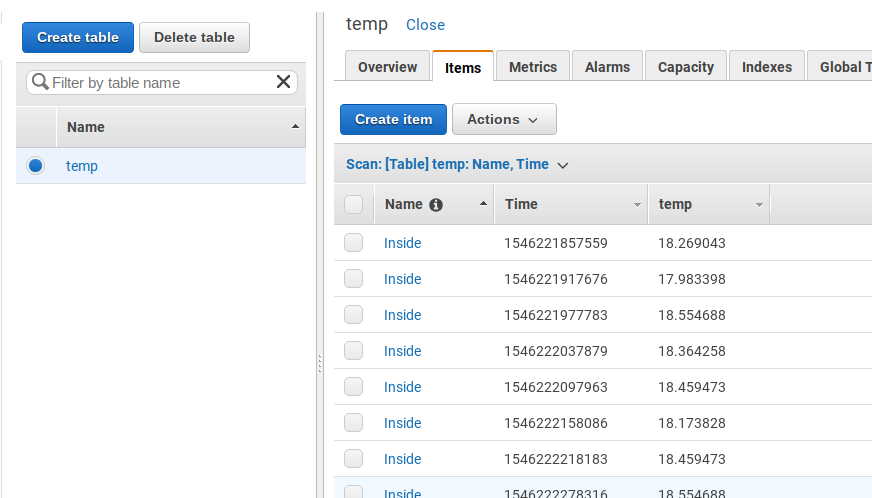 Create table Delete table
Filter by table name
Name
temp
temp Close
Overview Items Metrics Alarms Capacity Indexes Global T
Create item Actions
Scan: [Table] temp: Name, Time
Name Time temp
Inside 1546221857559 18.269043
Inside 1546221917676 17.983398
Inside 1546221977783 18.554688
Inside 1546222037879 18.364258
Inside 1546222097963 18.459473
Inside 1546222158086 18.173828
Inside 1546222218183 18.459473
Inside 1546222278316 18.554688